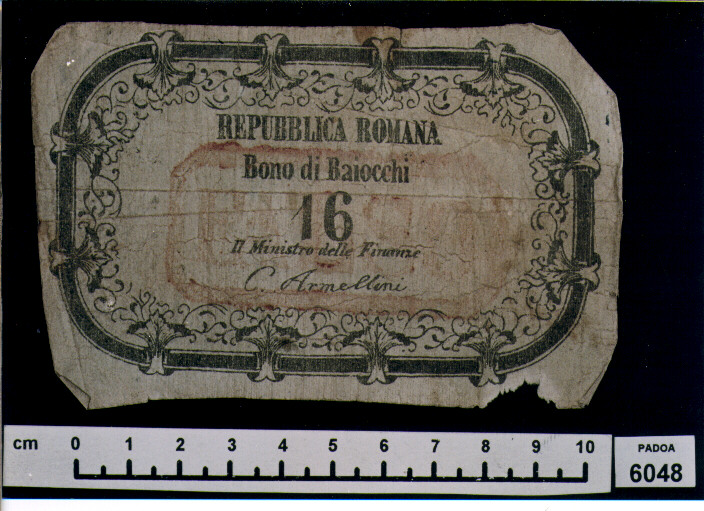 REPUBBLICA ROMANA
Bono di Baiocchi
16
Il Ministro delle Finanze
C. Armellini
cm 0 1 2 3 4 5 6 7 8 9 10
PADOA
6048